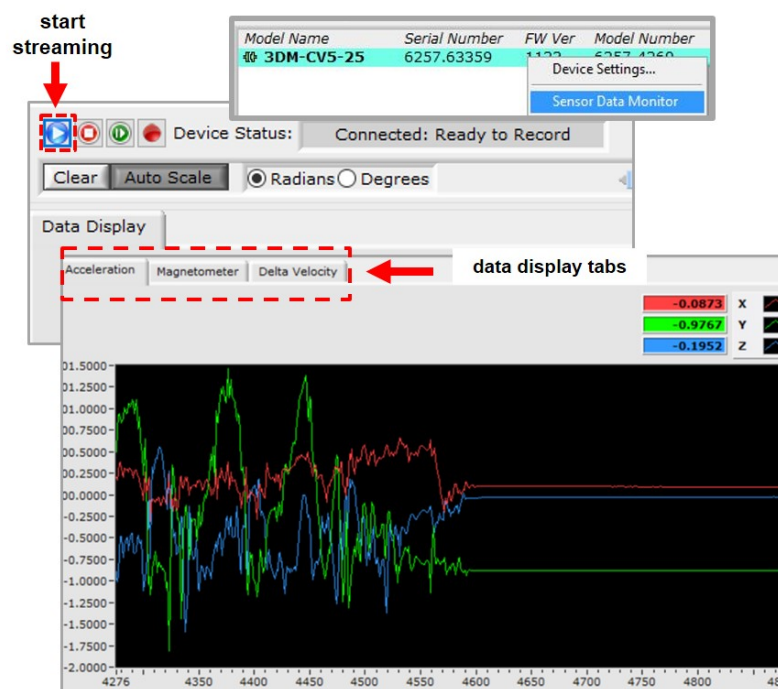 start
streaming
Model Name Serial Number FW Ver Model Number
3DM-CV5-25 6257.63359
Device Settings...
Sensor Data Monitor
Device Status: Connected: Ready to Record
Clear Auto Scale Radians Degrees
Data Display
Acceleration Magnetometer Delta Velocity
data display tabs
-0.0873 X
-0.9767 Y
-0.1952 Z
01.5000
01.2500
01.0000
00.7500
00.5000
00.2500
00.0000
-0.2500
-0.5000
-0.7500
-1.0000
-1.2500
-1.5000
-1.7500
-2.0000
4276 4350 4400 4450 4500 4550 4600 4650 4700 4750 4800